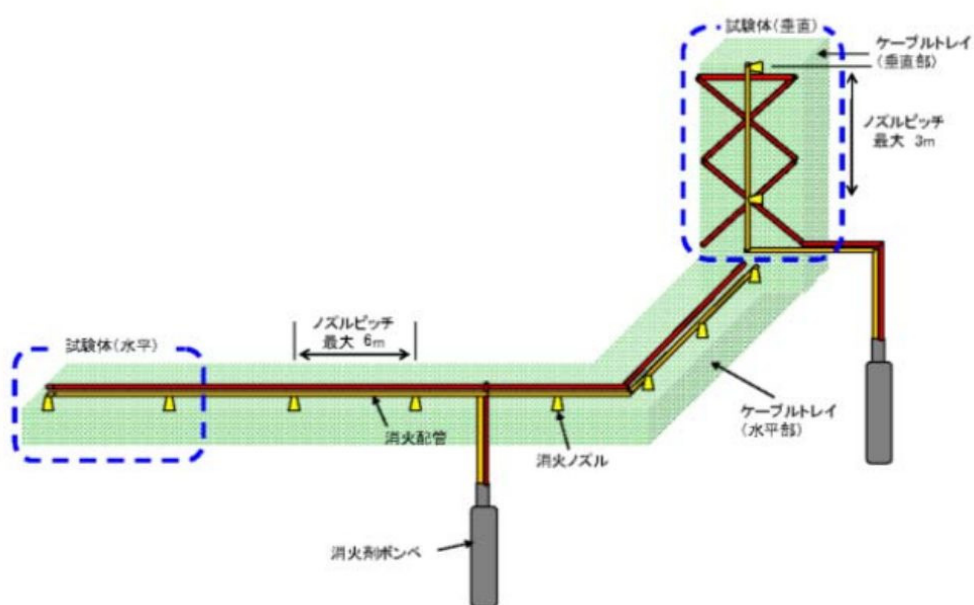 試験体(垂直)
ケーブルトレイ
(垂直部)
ノズルピッチ
最大 3m
ノズルピッチ
最大 6m
試験体(水平)
消火配管
消火ノズル
ケーブルトレイ
(水平部)
消火剤ボンベ